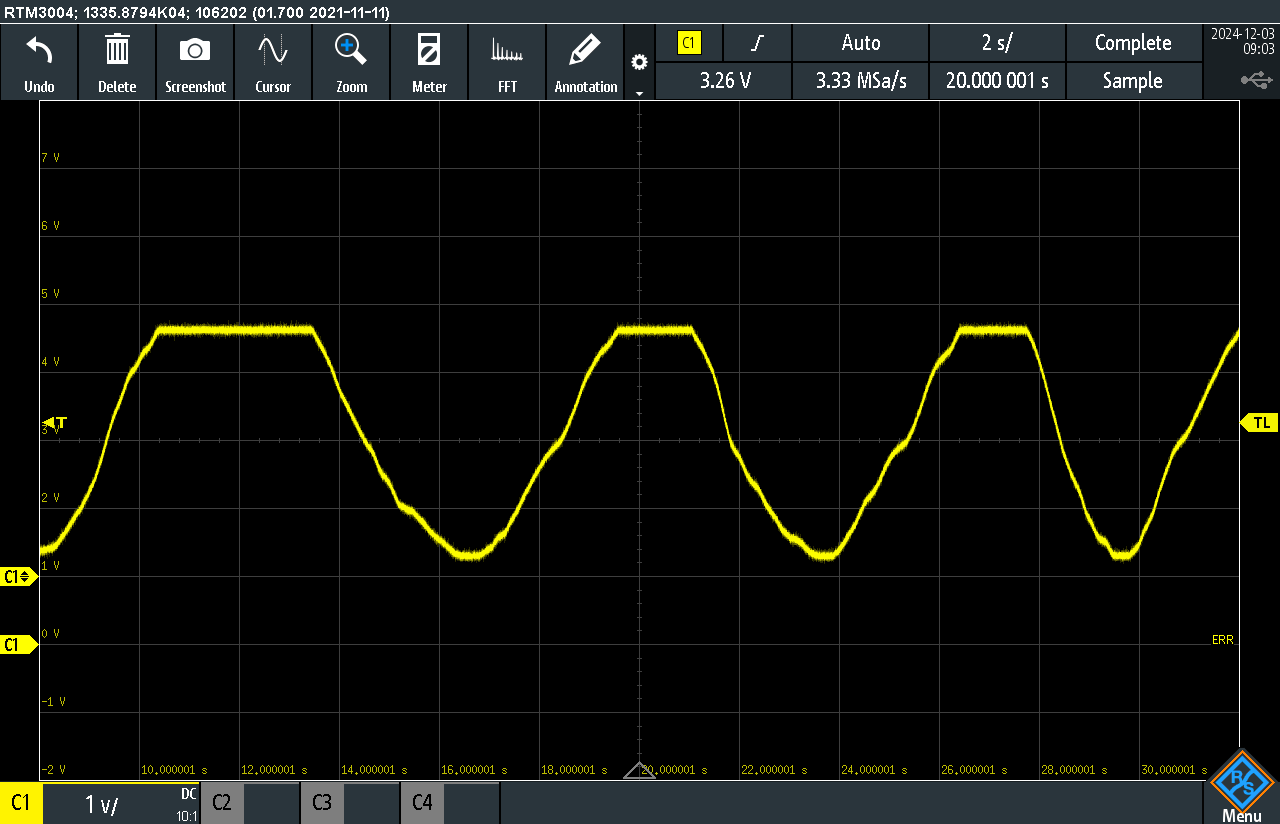 RTM3004; 1335.8794K04; 106202 (01.700 2021-11-11)
Undo
Delete
Screenshot
Cursor
Zoom
Meter
FFT
Annotation
C1
Auto
2 s/
Complete
3.26 V
3.33 MSa/s
20.000 001 s
Sample
2024-12-03
09:03
7 V
6 V
5 V
4 V
T
TL
3 V
2 V
1 V
C1
0 V
C1
ERR
-1 V
-2 V
10.000001 s
12.000001 s
14.000001 s
16.000001 s
18.000001 s
20.000001 s
22.000001 s
24.000001 s
26.000001 s
28.000001 s
30.000001 s
C1
1 V/
DC
10:1
C2
C3
C4
R S
Menu